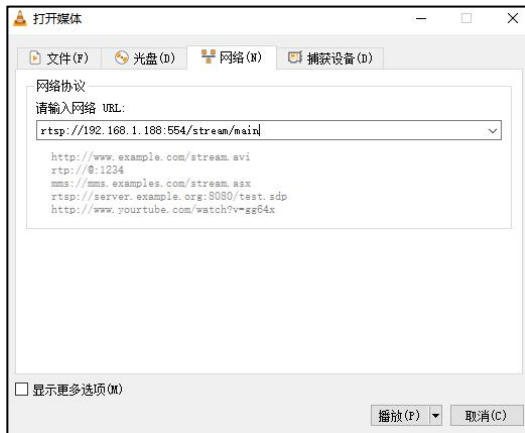 打开媒体
文件(F) 光盘(D) 网络(N) 捕获设备(D)
网络协议
请输入网络 URL:
rtsp://192.168.1.188:554/stream/main
http://www.example.com/stream.avi
rtp://@:1234
mms://mms.examples.com/stream.asx
rtsp://server.example.org:8080/test.sdp
http://www.yourtube.com/watch?v=gg64x
显示更多选项(M)
播放(P) 取消(C)